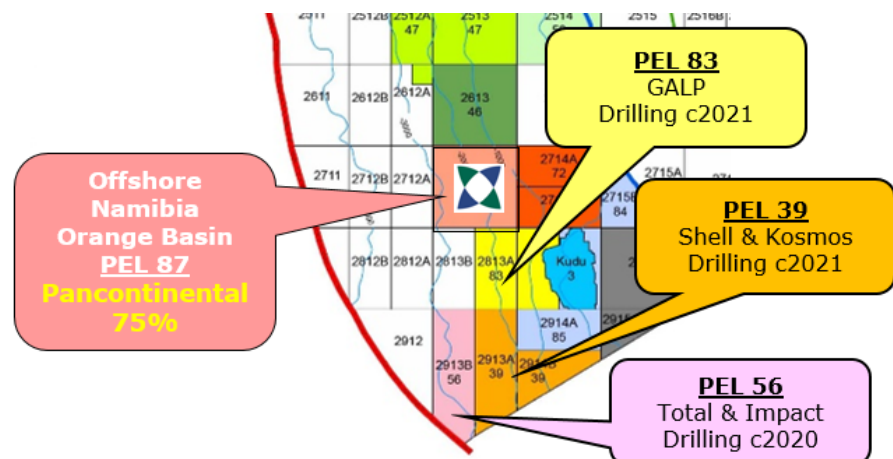 2511
2512B
2512A
47
2513
47
2514
2515
2516B
PEL 83
GALP
Drilling c2021
2611
2612B
2612A
2613
46
-3000
Offshore
Namibia
Orange Basin
PEL 87
Pancontinental
75%
2711
2712B
2712A
2714A
72
2715A
2715B
84
PEL 39
Shell & Kosmos
Drilling c2021
2812B
2812A
2813B
2813A
83
Kudu
3
2912
2913B
56
2913A
39
2914A
85
2914B
39
PEL 56
Total & Impact
Drilling c2020